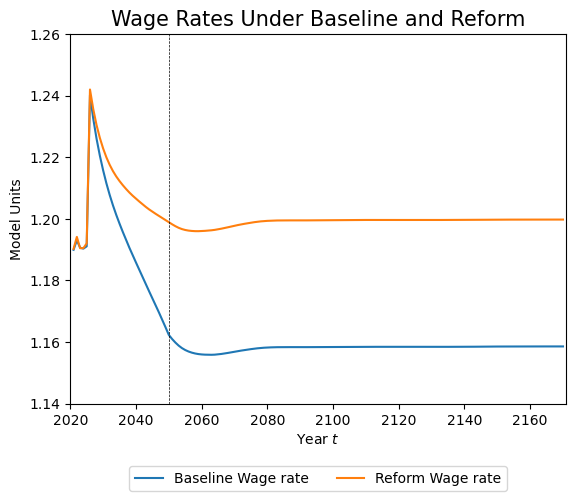 Wage Rates Under Baseline and Reform
1.26
1.24
1.22
1.20
1.18
1.16
1.14
Model Units
2020 2040 2060 2080 2100 2120 2140 2160
Year t
Baseline Wage rate Reform Wage rate